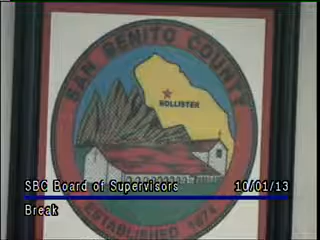 SAN BENITO COUNTY
HOLLISTER
SBC Board of Supervisors 10/01/13
Break
ESTABLISHED 1874